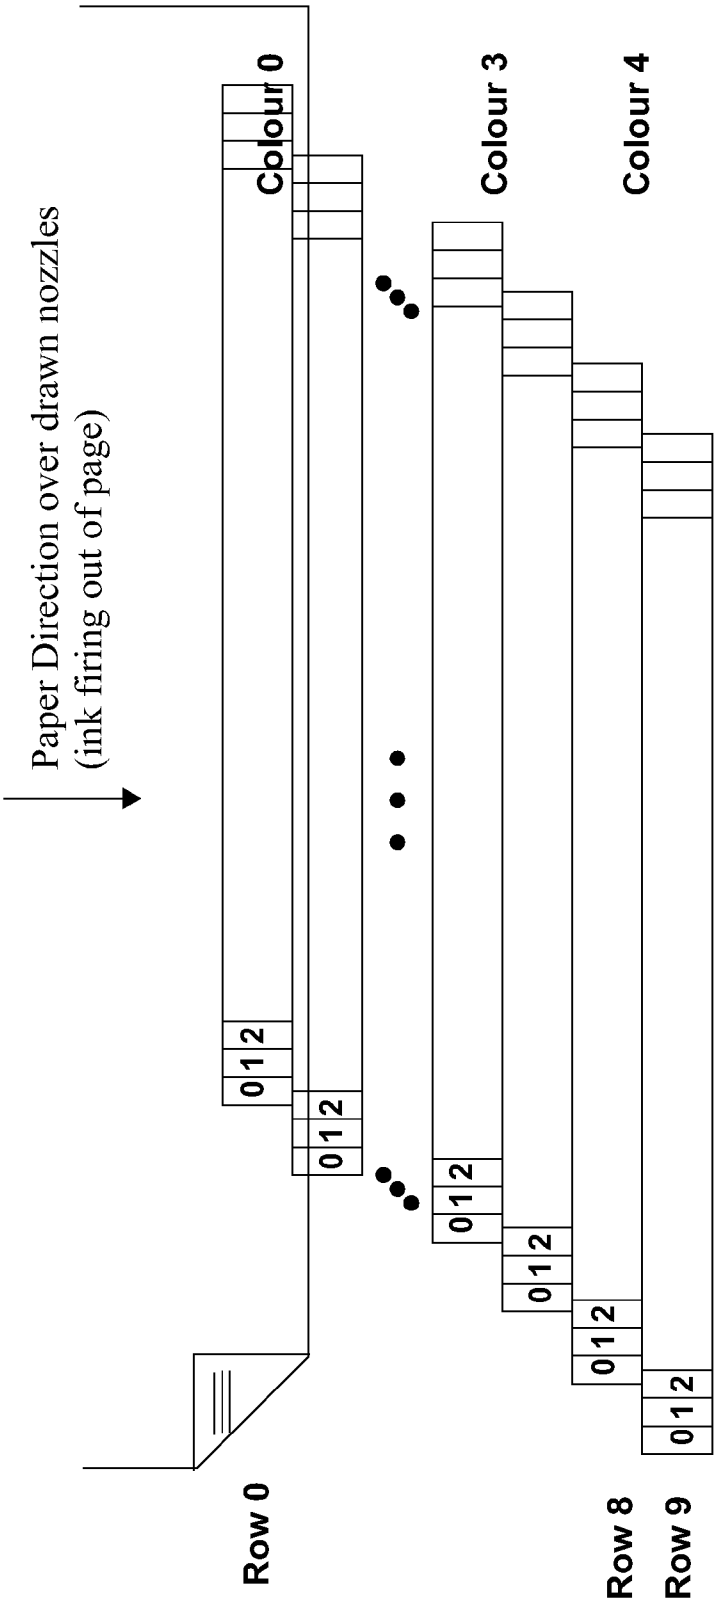 Paper Direction over drawn nozzles
(ink firing out of page)
Row 0
0 1 2
Colour 0
0 1 2
0 1 2
Colour 3
0 1 2
Row 8
0 1 2
Colour 4
Row 9
0 1 2